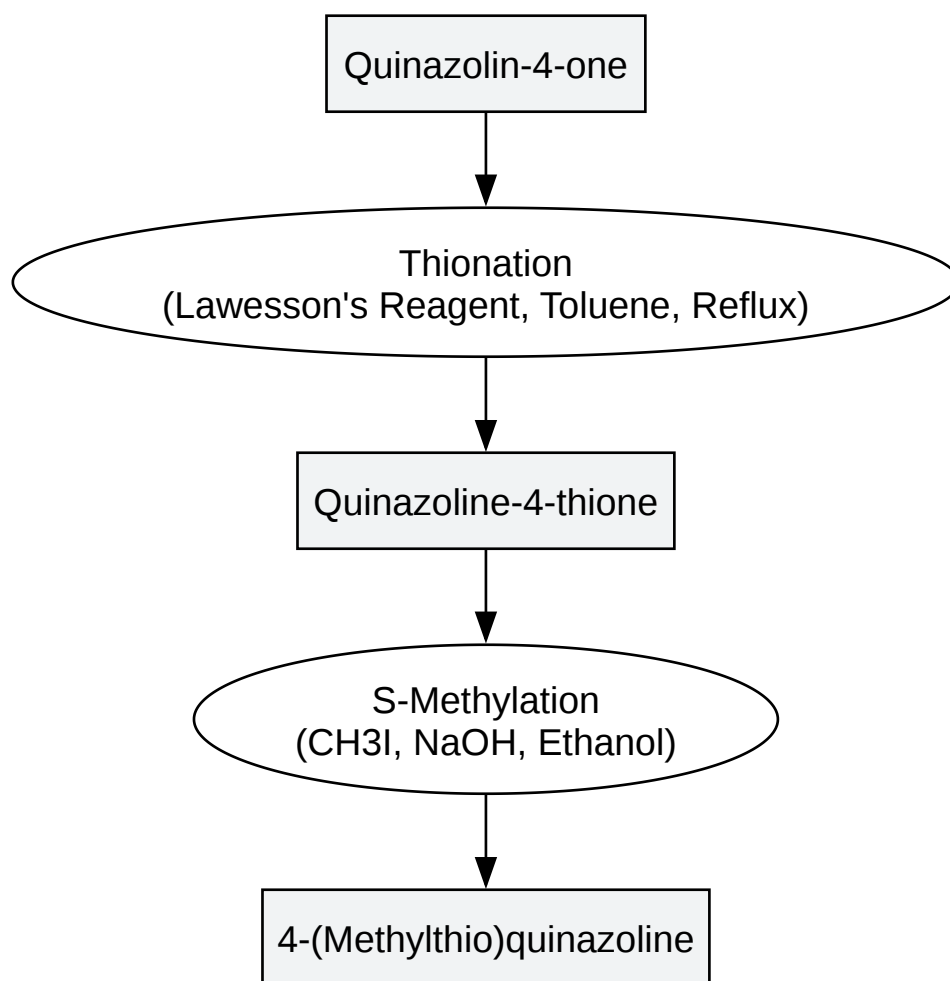 Quinazolin-4-one
Thionation
(Lawesson's Reagent, Toluene, Reflux)
Quinazoline-4-thione
S-Methylation
(CH3I, NaOH, Ethanol)
4-(Methylthio)quinazoline